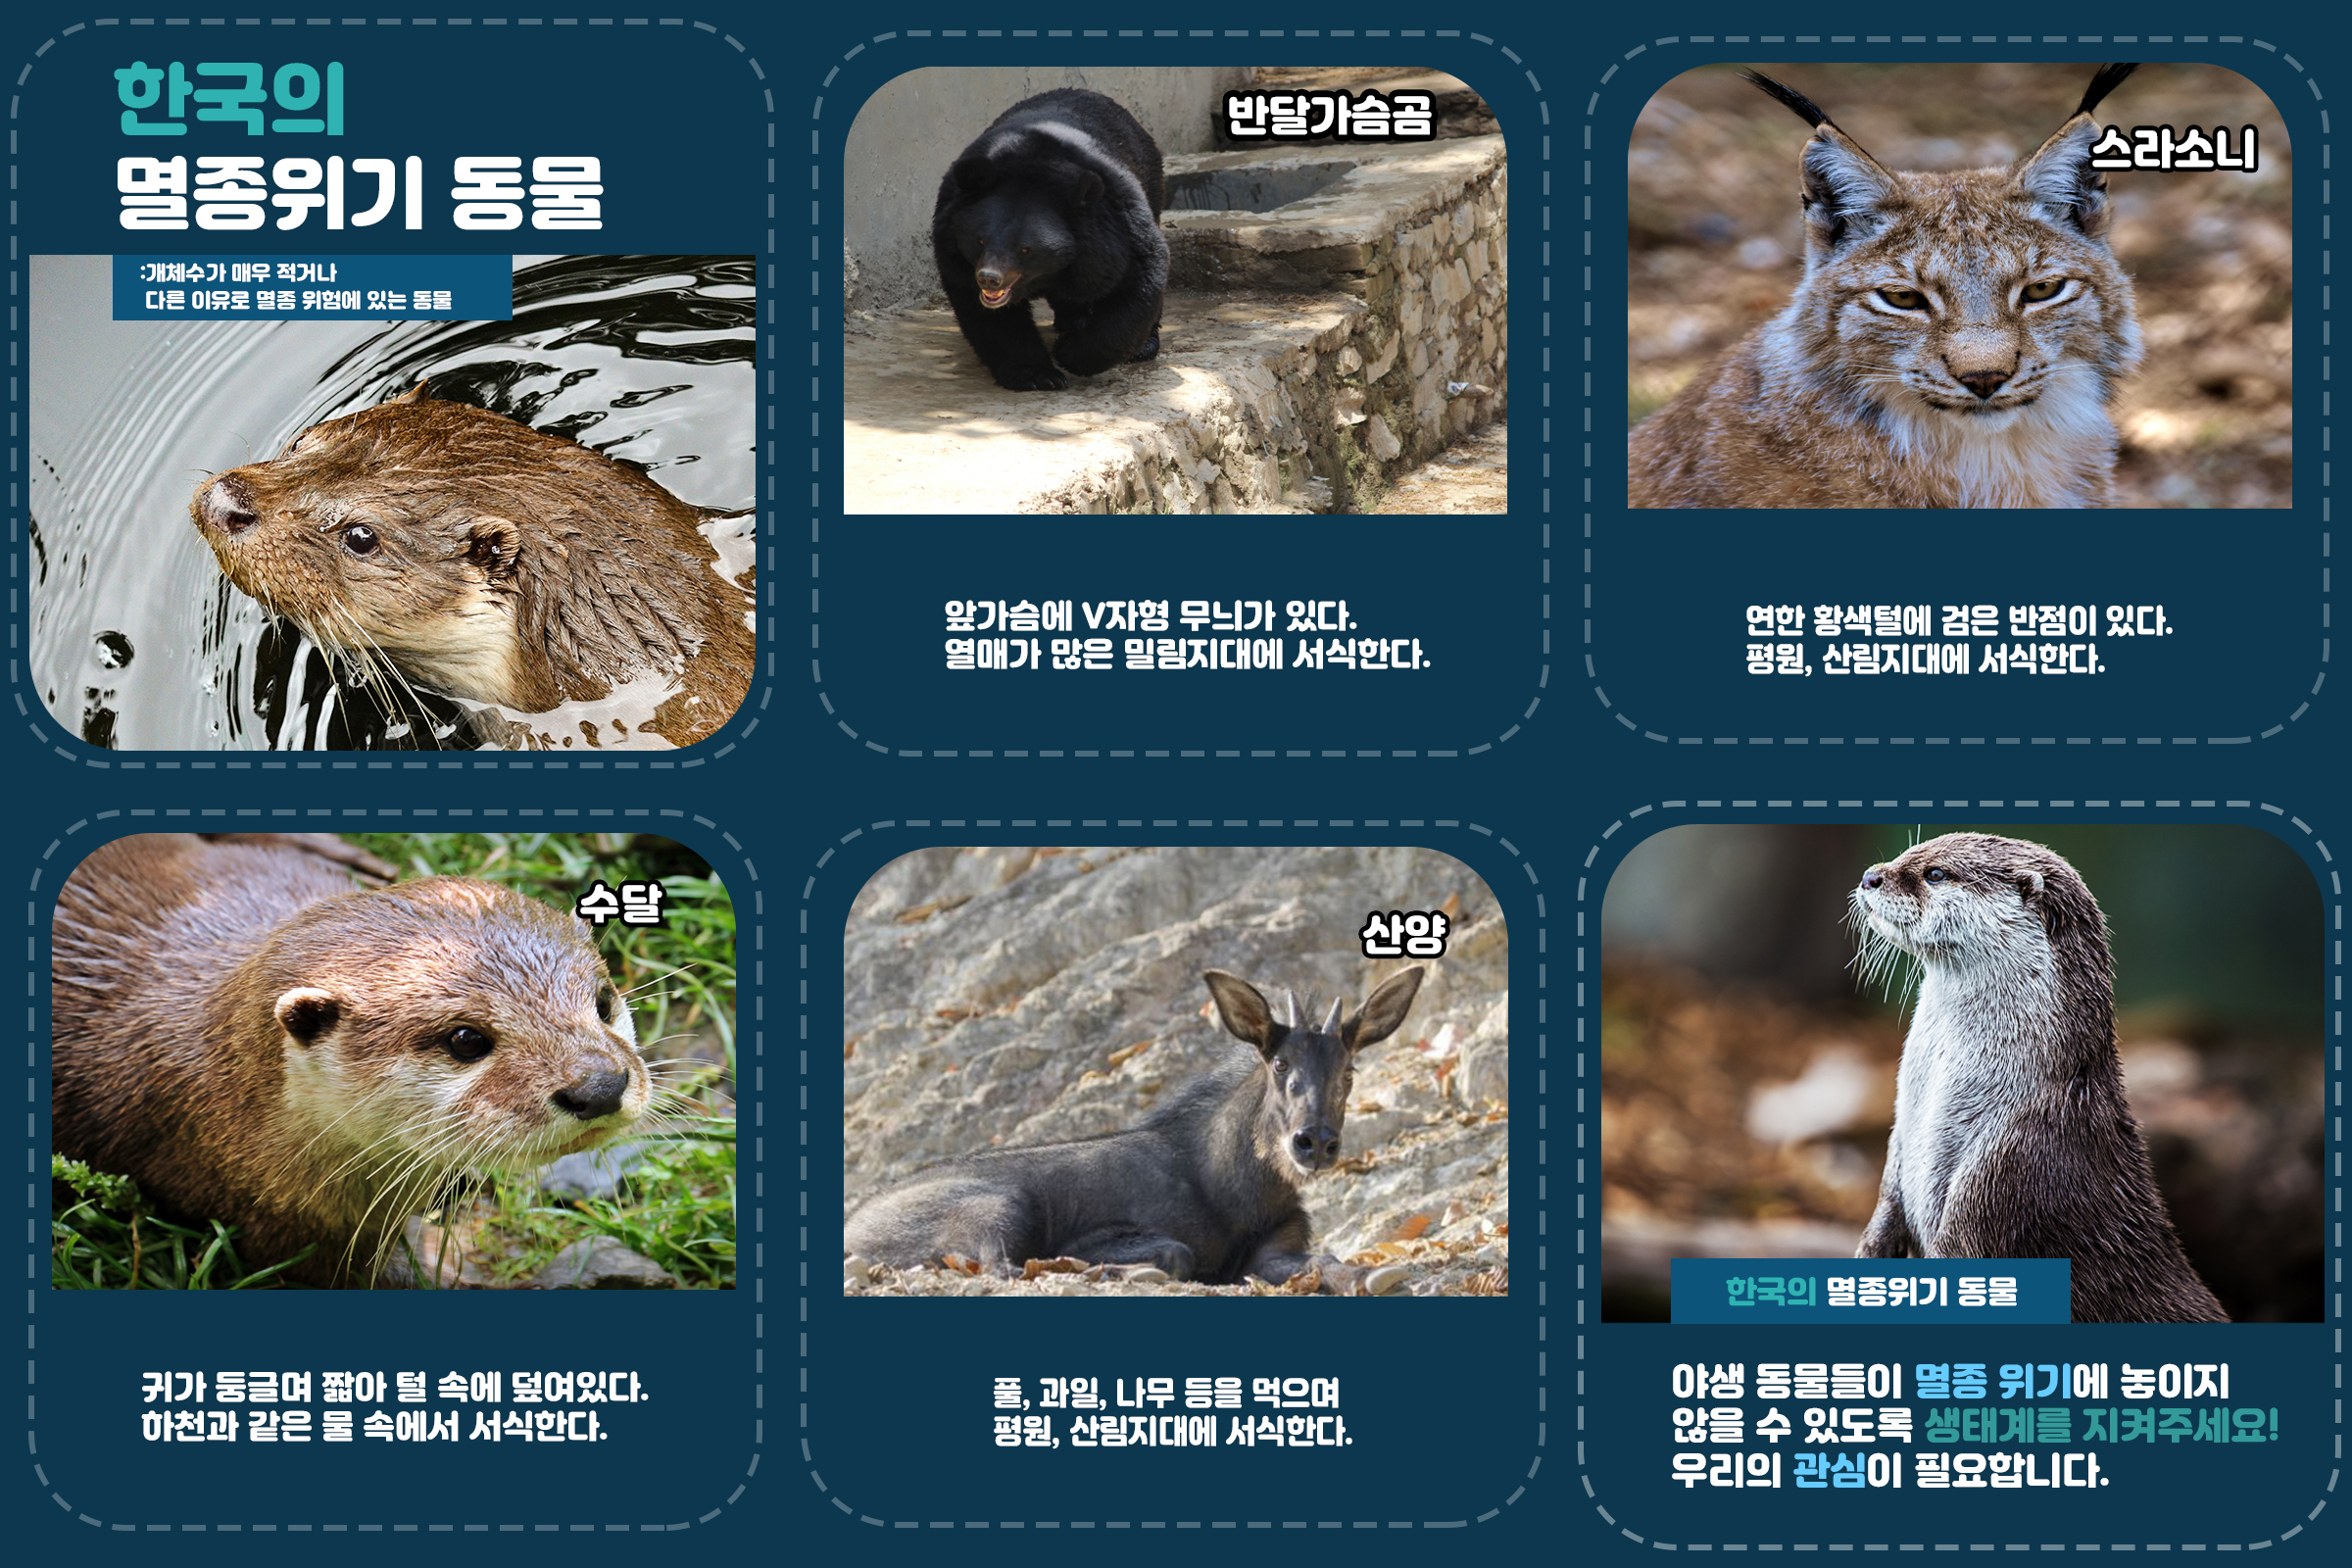 한국의
멸종위기 동물
:개체수가 매우 적거나
다른 이유로 멸종 위험에 있는 동물
반달가슴곰
앞가슴에 V자형 무늬가 있다.
열매가 많은 밀림지대에 서식한다.
스라소니
연한 황색털에 검은 반점이 있다.
평원, 산림지대에 서식한다.
수달
귀가 둥글며 짧아 털 속에 덮여있다.
하천과 같은 물 속에서 서식한다.
산양
풀, 과일, 나무 등을 먹으며
평원, 산림지대에 서식한다.
한국의 멸종위기 동물
야생 동물들이 멸종 위기에 놓이지
않을 수 있도록 생태계를 지켜주세요!
우리의 관심이 필요합니다.